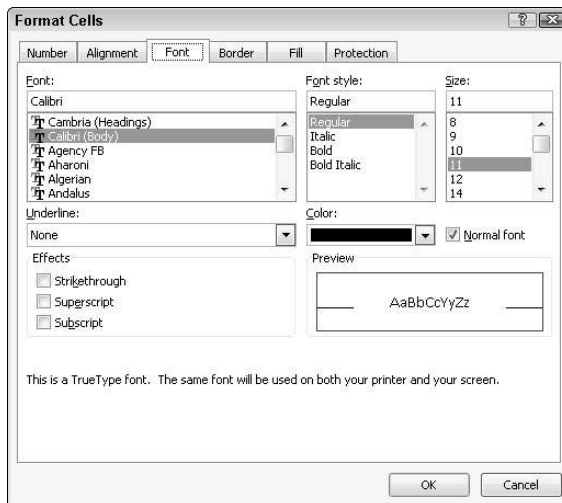 Format Cells
Number Alignment Font Border Fill Protection
Font: Font style: Size:
Calibri Regular 11
Cambria (Headings) Regular 8
Calibri (Body) Italic 9
Agency FB Bold 10
Aharoni Bold Italic 11
Algerian 12
Andalus 14
Underline: Color:
None Normal font
Effects Preview
Strikethrough
Superscript AaBbCcYyZz
Subscript
This is a TrueType font. The same font will be used on both your printer and your screen.
OK Cancel